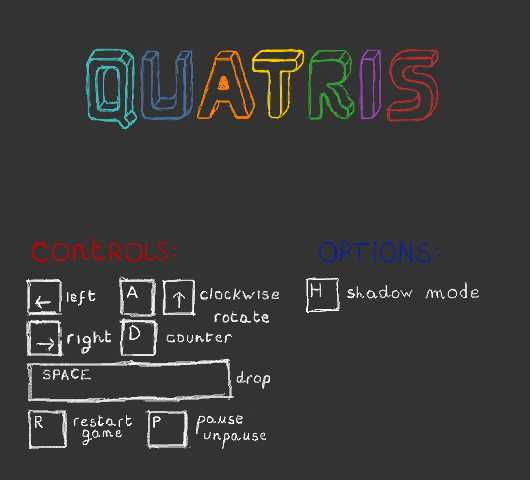 QUATRIS
CONtROLS:
OPTiONS:
← left
A ↑ clockwise
rotate
H shadow mode
→ right
D counter
SPACE drop
R restart
game
P pause
unpause